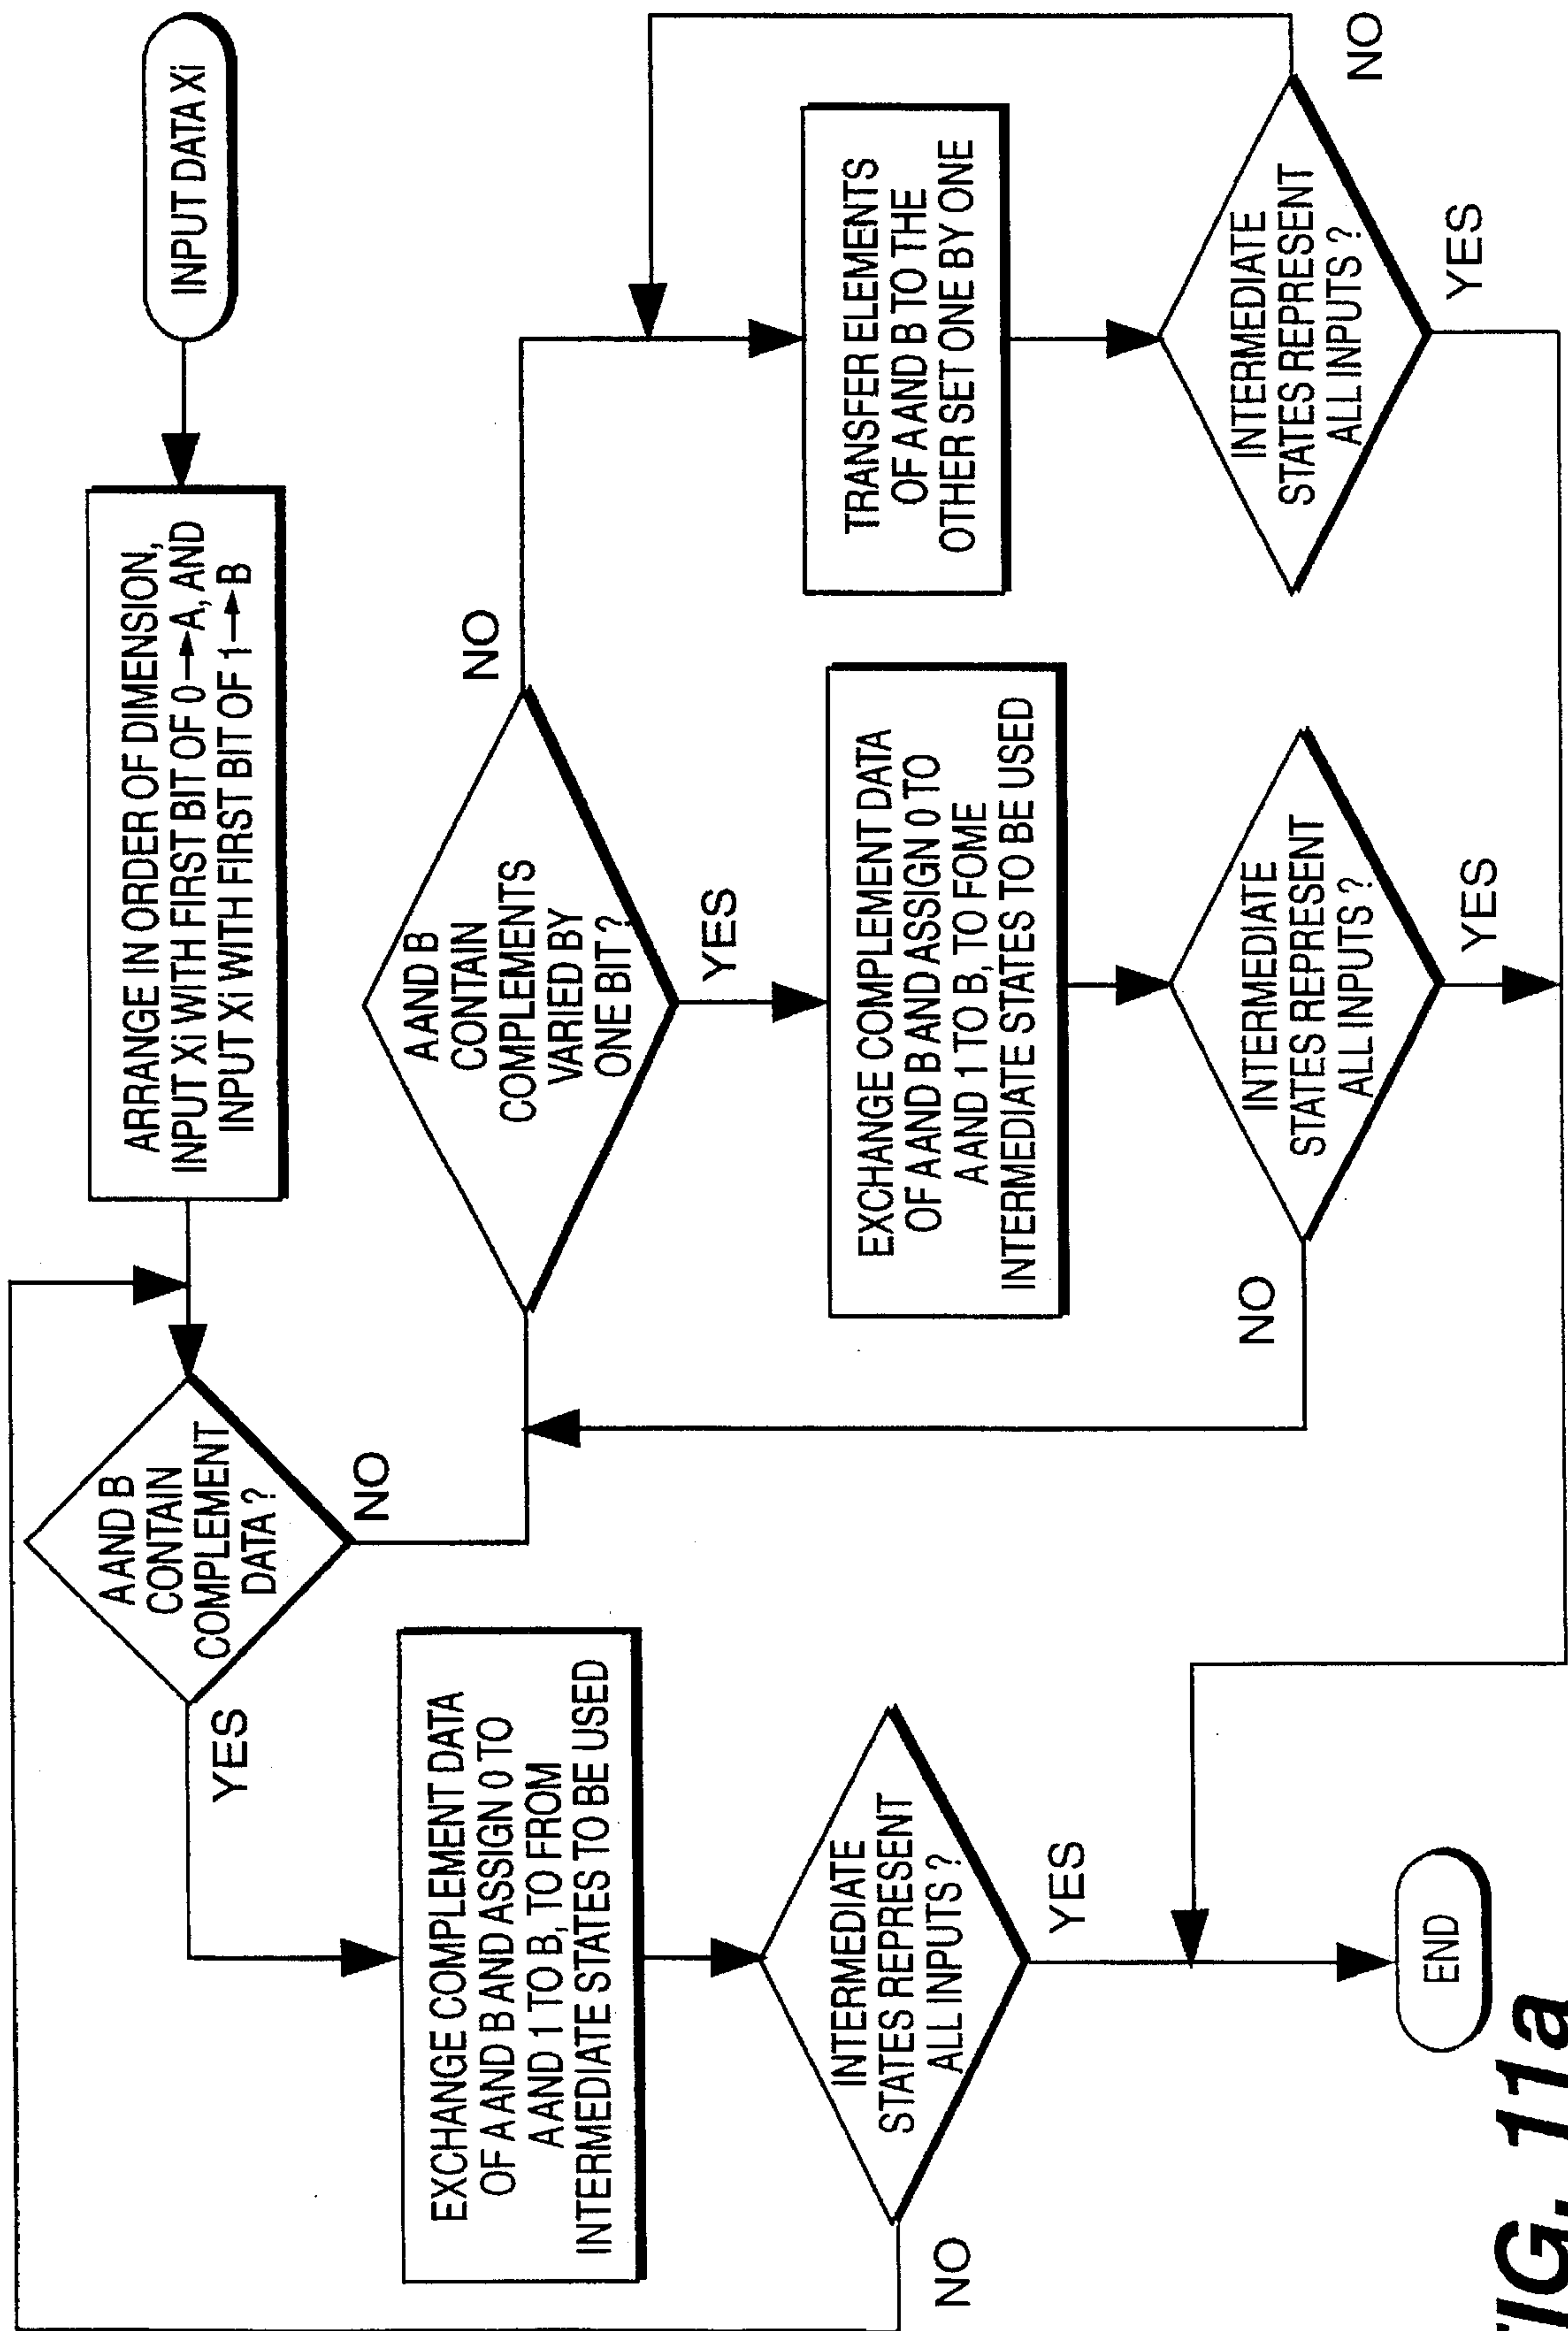 INPUT DATA Xi
ARRANGE IN ORDER OF DIMENSION,
INPUT Xi WITH FIRST BIT OF 0→A, AND
INPUT Xi WITH FIRST BIT OF 1→B
A AND B
CONTAIN
COMPLEMENT
DATA ?
YES
NO
EXCHANGE COMPLEMENT DATA
OF A AND B AND ASSIGN 0 TO
A AND 1 TO B, TO FROM
INTERMEDIATE STATES TO BE USED
INTERMEDIATE
STATES REPRESENT
ALL INPUTS ?
NO
YES
END
A AND B
CONTAIN
COMPLEMENTS
VARIED BY
ONE BIT ?
NO
YES
EXCHANGE COMPLEMENT DATA
OF A AND B AND ASSIGN 0 TO
A AND 1 TO B, TO FOME
INTERMEDIATE STATES TO BE USED
INTERMEDIATE
STATES REPRESENT
ALL INPUTS ?
NO
YES
TRANSFER ELEMENTS
OF A AND B TO THE
OTHER SET ONE BY ONE
INTERMEDIATE
STATES REPRESENT
ALL INPUTS ?
NO
YES
FIG. 11a